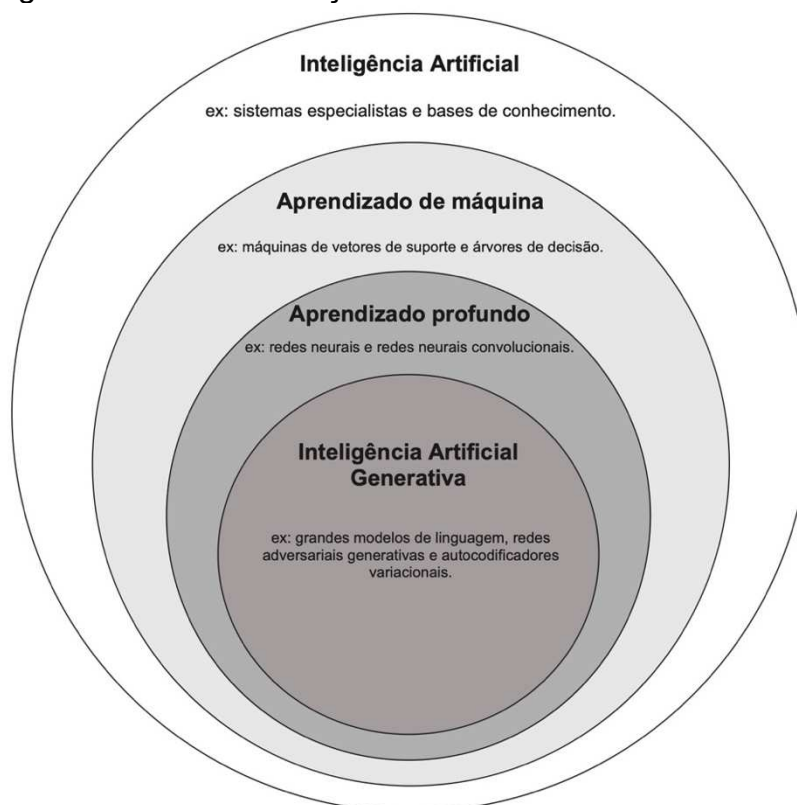 Inteligência Artificial
ex: sistemas especialistas e bases de conhecimento.
Aprendizado de máquina
ex: máquinas de vetores de suporte e árvores de decisão.
Aprendizado profundo
ex: redes neurais e redes neurais convolucionais.
Inteligência Artificial
Generativa
ex: grandes modelos de linguagem, redes
adversariais generativas e autocodificadores
variacionais.